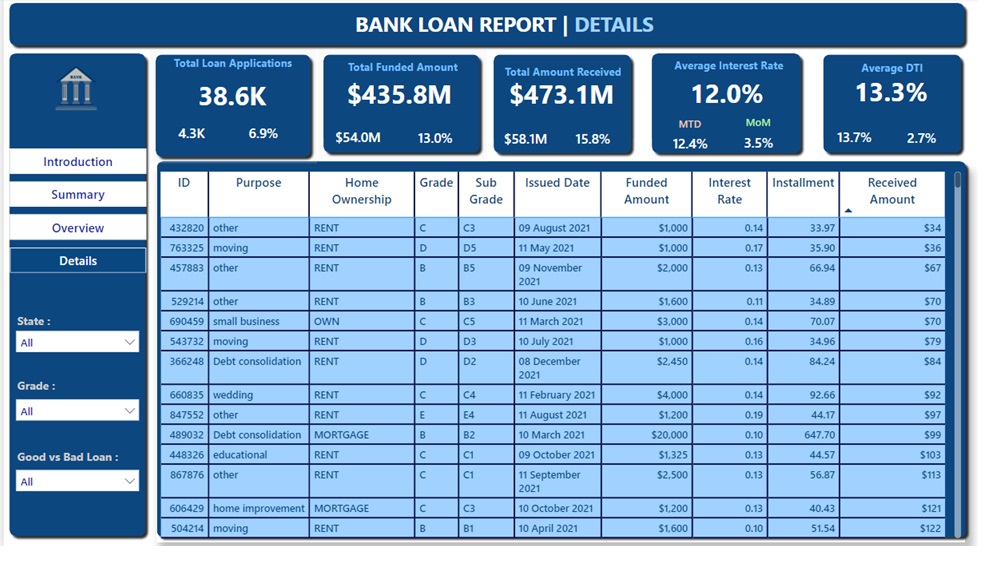 BANK LOAN REPORT | DETAILS
BANK
Introduction
Summary
Overview
Details
State :
All
Grade :
All
Good vs Bad Loan :
All
Total Loan Applications
38.6K
4.3K 6.9%
Total Funded Amount
$435.8M
$54.0M 13.0%
Total Amount Received
$473.1M
$58.1M 15.8%
Average Interest Rate
12.0%
MTD MoM
12.4% 3.5%
Average DTI
13.3%
13.7% 2.7%
ID Purpose Home Grade Sub Issued Date Funded Interest Installment Received
Ownership Grade Amount Rate Amount
432820 other RENT C C3 09 August 2021 $1,000 0.14 33.97 $34
763325 moving RENT D D5 11 May 2021 $1,000 0.17 35.90 $36
457883 other RENT B B5 09 November $2,000 0.13 66.94 $67
2021
529214 other RENT B B3 10 June 2021 $1,600 0.11 34.89 $70
690459 small business OWN C C5 11 March 2021 $3,000 0.14 70.07 $70
543732 moving RENT D D3 10 July 2021 $1,000 0.16 34.96 $79
366248 Debt consolidation RENT D D2 08 December $2,450 0.14 84.24 $84
2021
660835 wedding RENT C C4 11 February 2021 $4,000 0.14 92.66 $92
847552 other RENT E E4 11 August 2021 $1,200 0.19 44.17 $97
489032 Debt consolidation MORTGAGE B B2 10 March 2021 $20,000 0.10 647.70 $99
448326 educational RENT C C1 09 October 2021 $1,325 0.13 44.57 $103
867876 other RENT C C1 11 September $2,500 0.13 56.87 $113
2021
606429 home improvement MORTGAGE C C3 10 October 2021 $1,200 0.13 40.43 $121
504214 moving RENT B B1 10 April 2021 $1,600 0.10 51.54 $122